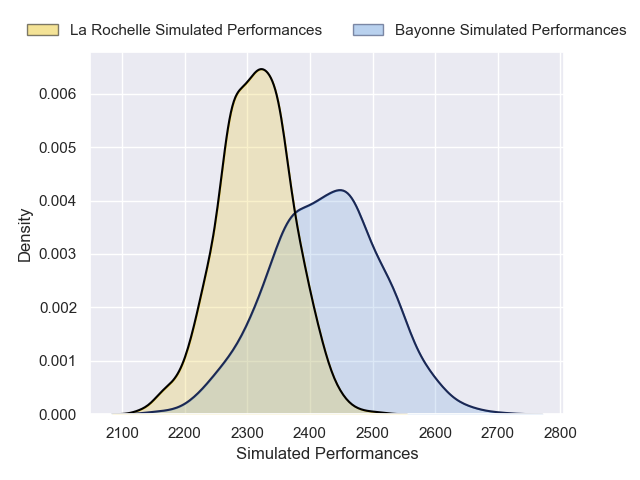 La Rochelle Simulated Performances Bayonne Simulated Performances
0.006
0.005
0.004
0.003
0.002
0.001
0.000
Density
2100 2200 2300 2400 2500 2600 2700 2800
Simulated Performances